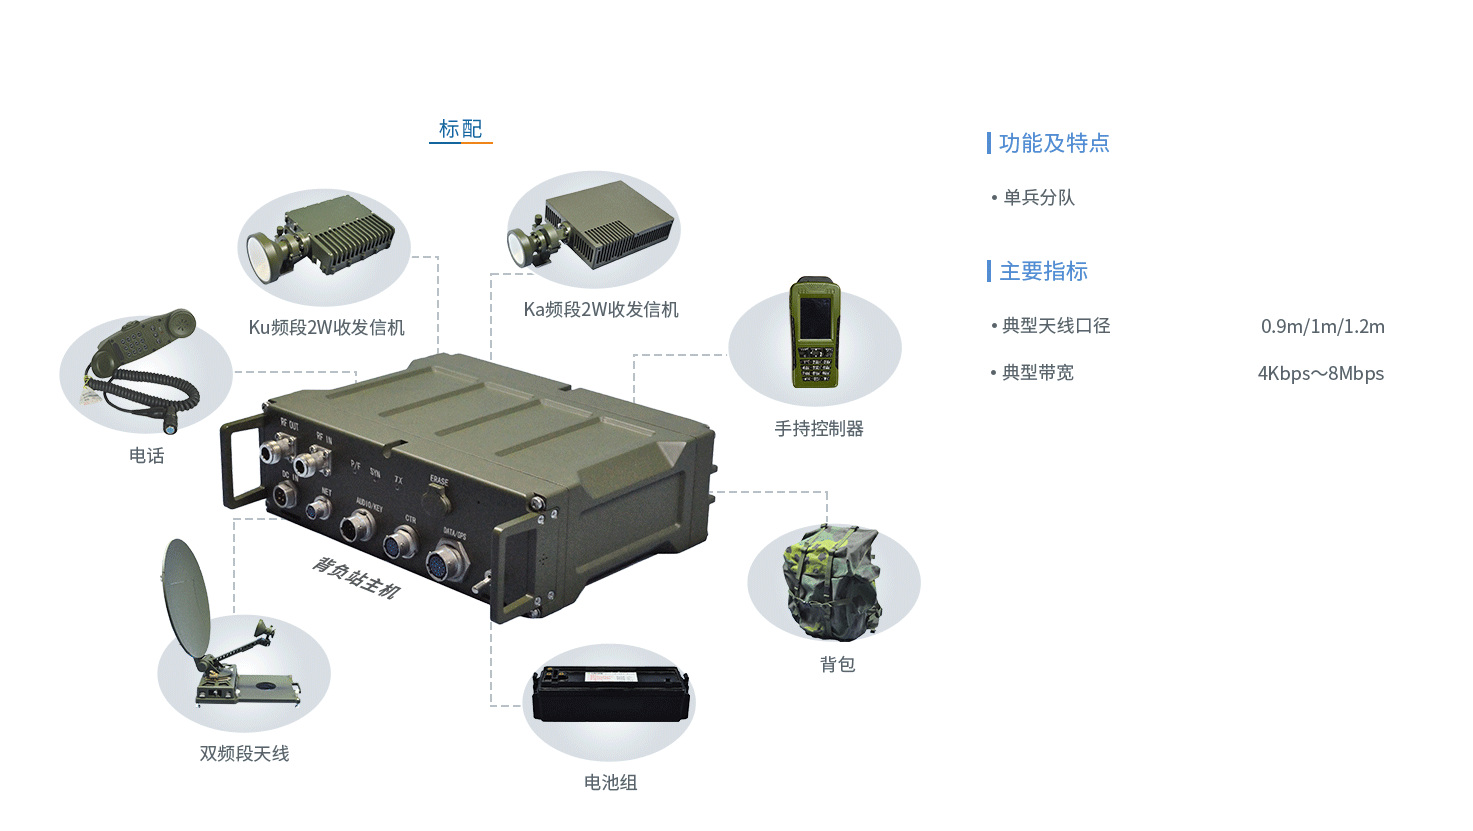 标配
Ku频段2W收发信机
Ka频段2W收发信机
电话
手持控制器
RF OUT
RF IN
P/F
SYN
TX
ERASE
DC IN
NET
AUDIO/KEY
CTR
DATA/GPS
背负站主机
双频段天线
电池组
背包
功能及特点
• 单兵分队
主要指标
• 典型天线口径 0.9m/1m/1.2m
• 典型带宽 4Kbps～8Mbps